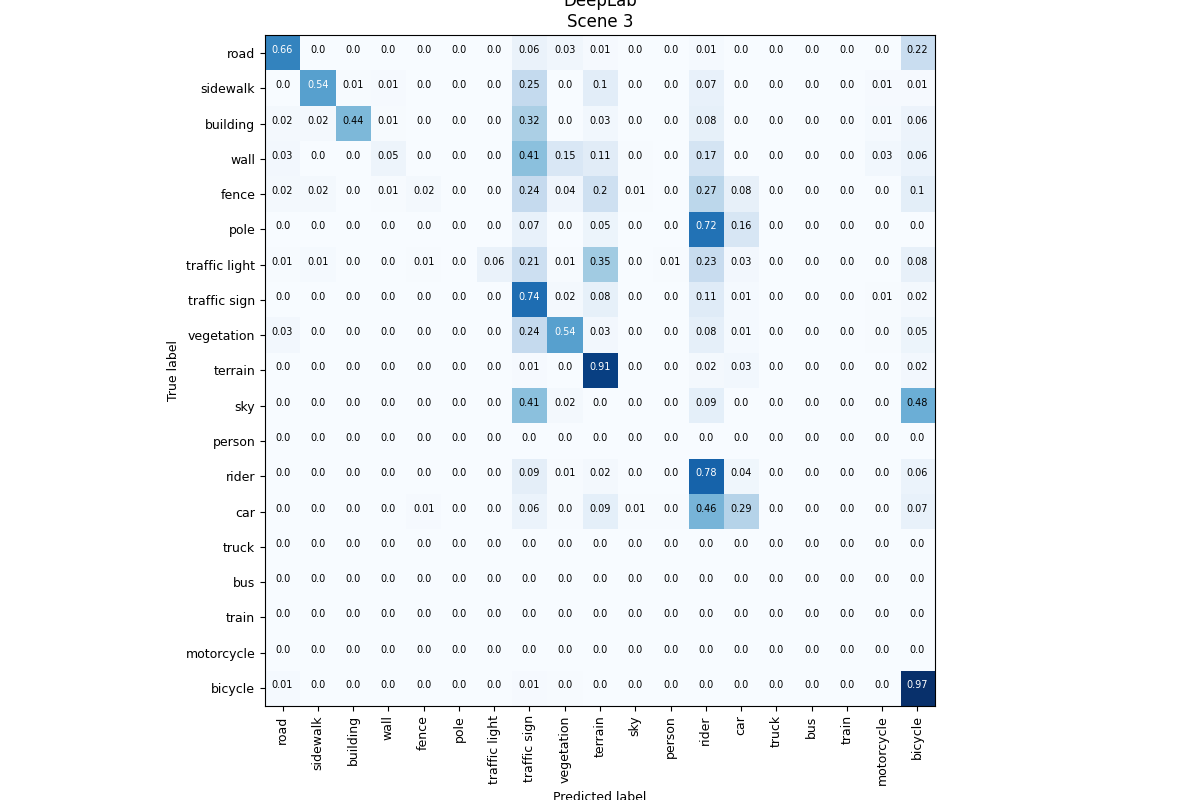 DeepLab
Scene 3
road 0.66 0.0 0.0 0.0 0.0 0.0 0.0 0.06 0.03 0.01 0.0 0.0 0.01 0.0 0.0 0.0 0.0 0.0 0.22
sidewalk 0.0 0.54 0.01 0.01 0.0 0.0 0.0 0.25 0.0 0.1 0.0 0.0 0.07 0.0 0.0 0.0 0.0 0.01 0.01
building 0.02 0.02 0.44 0.01 0.0 0.0 0.0 0.32 0.0 0.03 0.0 0.0 0.08 0.0 0.0 0.0 0.0 0.01 0.06
wall 0.03 0.0 0.0 0.05 0.0 0.0 0.0 0.41 0.15 0.11 0.0 0.0 0.17 0.0 0.0 0.0 0.0 0.03 0.06
fence 0.02 0.02 0.0 0.01 0.02 0.0 0.0 0.24 0.04 0.2 0.01 0.0 0.27 0.08 0.0 0.0 0.0 0.0 0.1
pole 0.0 0.0 0.0 0.0 0.0 0.0 0.0 0.07 0.0 0.05 0.0 0.0 0.72 0.16 0.0 0.0 0.0 0.0 0.0
traffic light 0.01 0.01 0.0 0.0 0.01 0.0 0.06 0.21 0.01 0.35 0.0 0.01 0.23 0.03 0.0 0.0 0.0 0.0 0.08
traffic sign 0.0 0.0 0.0 0.0 0.0 0.0 0.0 0.74 0.02 0.08 0.0 0.0 0.11 0.01 0.0 0.0 0.0 0.01 0.02
vegetation 0.03 0.0 0.0 0.0 0.0 0.0 0.0 0.24 0.54 0.03 0.0 0.0 0.08 0.01 0.0 0.0 0.0 0.0 0.05
terrain 0.0 0.0 0.0 0.0 0.0 0.0 0.0 0.01 0.0 0.91 0.0 0.0 0.02 0.03 0.0 0.0 0.0 0.0 0.02
sky 0.0 0.0 0.0 0.0 0.0 0.0 0.0 0.41 0.02 0.0 0.0 0.0 0.09 0.0 0.0 0.0 0.0 0.0 0.48
person 0.0 0.0 0.0 0.0 0.0 0.0 0.0 0.0 0.0 0.0 0.0 0.0 0.0 0.0 0.0 0.0 0.0 0.0 0.0
rider 0.0 0.0 0.0 0.0 0.0 0.0 0.0 0.09 0.01 0.02 0.0 0.0 0.78 0.04 0.0 0.0 0.0 0.0 0.06
car 0.0 0.0 0.0 0.0 0.01 0.0 0.0 0.06 0.0 0.09 0.01 0.0 0.46 0.29 0.0 0.0 0.0 0.0 0.07
truck 0.0 0.0 0.0 0.0 0.0 0.0 0.0 0.0 0.0 0.0 0.0 0.0 0.0 0.0 0.0 0.0 0.0 0.0 0.0
bus 0.0 0.0 0.0 0.0 0.0 0.0 0.0 0.0 0.0 0.0 0.0 0.0 0.0 0.0 0.0 0.0 0.0 0.0 0.0
train 0.0 0.0 0.0 0.0 0.0 0.0 0.0 0.0 0.0 0.0 0.0 0.0 0.0 0.0 0.0 0.0 0.0 0.0 0.0
motorcycle 0.0 0.0 0.0 0.0 0.0 0.0 0.0 0.0 0.0 0.0 0.0 0.0 0.0 0.0 0.0 0.0 0.0 0.0 0.0
bicycle 0.01 0.0 0.0 0.0 0.0 0.0 0.0 0.01 0.0 0.0 0.0 0.0 0.0 0.0 0.0 0.0 0.0 0.0 0.97
True label
road
sidewalk
building
wall
fence
pole
traffic light
traffic sign
vegetation
terrain
sky
person
rider
car
truck
bus
train
motorcycle
bicycle
Predicted label